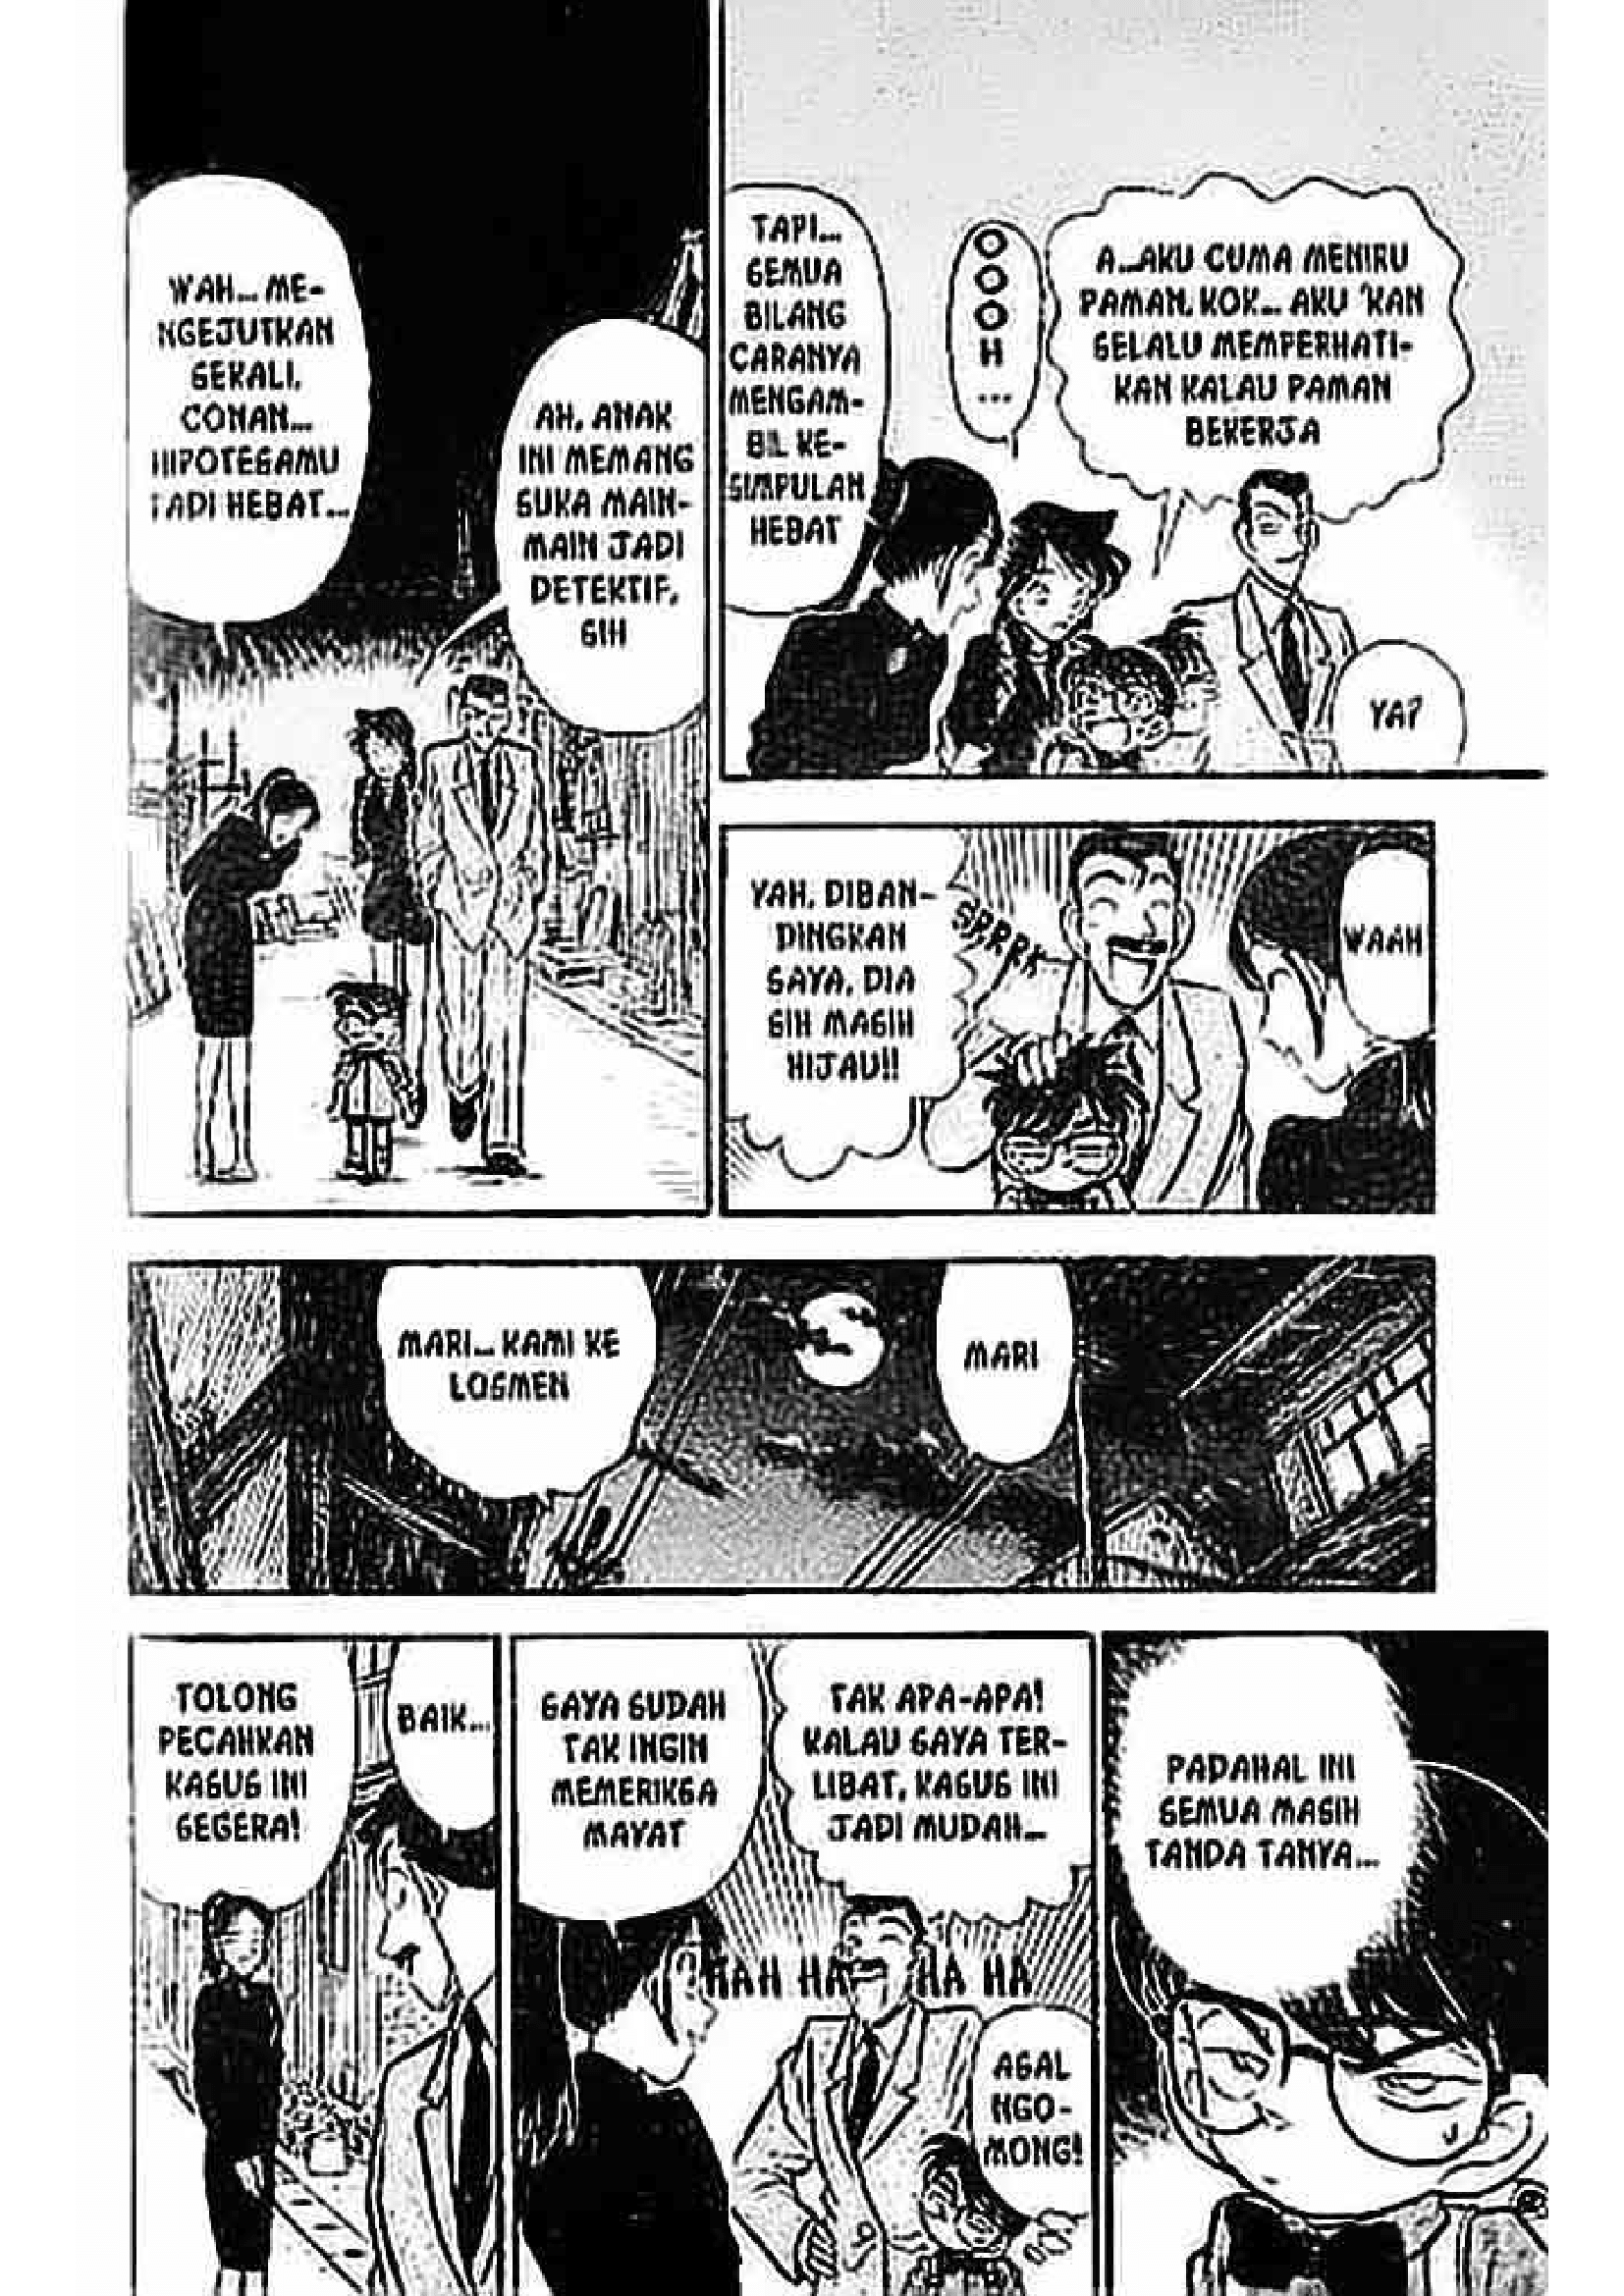 A...AKU CUMA MENIRU
PAMAN, KOK... AKU 'KAN
SELALU MEMPERHATI-
KAN KALAU PAMAN
BEKERJA
O
O
O
H
...
TAPI...
SEMUA
BILANG
CARANYA
MENGAM-
BIL KE-
SIMPULAN
HEBAT
YA?
AH, ANAK
INI MEMANG
SUKA MAIN-
MAIN JADI
DETEKTIF,
SIH
WAH... ME-
NGEJUTKAN
SEKALI,
CONAN...
HIPOTESAMU
TADI HEBAT...
WAAH
GRRRK
YAH, DIBAN-
DINGKAN
SAYA, DIA
SIH MASIH
HIJAU!!
MARI
MARI... KAMI KE
LOSMEN
PADAHAL INI
SEMUA MASIH
TANDA TANYA...
TAK APA-APA!
KALAU SAYA TER-
LIBAT, KASUS INI
JADI MUDAH...
SAYA SUDAH
TAK INGIN
MEMERIKSA
MAYAT
HAH HA HA HA
ASAL
NGO-
MONG!
BAIK...
TOLONG
PECAHKAN
KASUS INI
SEGERA!